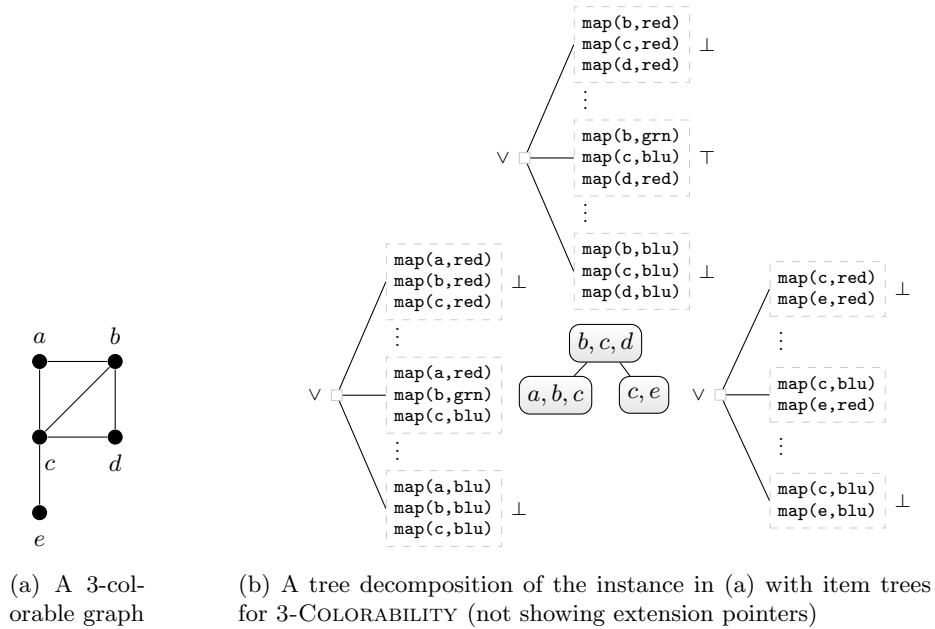 map(b,red)
map(c,red)
map(d,red)
⊥
⋮
∨
map(b,grn)
map(c,blu)
map(d,red)
⊤
⋮
map(b,blu)
map(c,blu)
map(d,blu)
⊥
∨
map(a,red)
map(b,red)
map(c,red)
⊥
⋮
map(a,red)
map(b,grn)
map(c,blu)
⋮
map(a,blu)
map(b,blu)
map(c,blu)
⊥
b, c, d
a, b, c
c, e
∨
map(c,red)
map(e,red)
⊥
⋮
map(c,blu)
map(e,red)
⋮
map(c,blu)
map(e,blu)
⊥
a
b
c
d
e
(a) A 3-col-
orable graph
(b) A tree decomposition of the instance in (a) with item trees
for 3-COLORABILITY (not showing extension pointers)